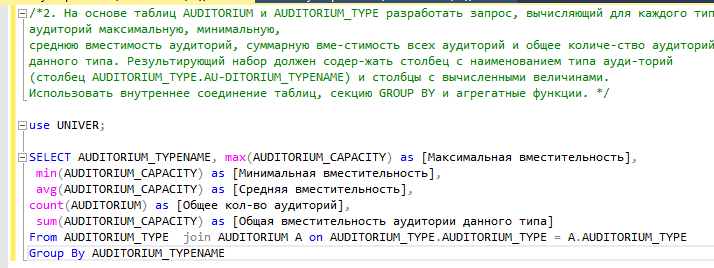 /*2. На основе таблиц AUDITORIUM и AUDITORIUM_TYPE разработать запрос, вычисляющий для каждого тип
аудиторий максимальную, минимальную,
среднюю вместимость аудиторий, суммарную вме-стимость всех аудиторий и общее количе-ство аудиторий
данного типа. Результирующий набор должен содер-жать столбец с наименованием типа ауди-торий
(столбец AUDITORIUM_TYPE.AU-DITORIUM_TYPENAME) и столбцы с вычисленными величинами.
Использовать внутреннее соединение таблиц, секцию GROUP BY и агрегатные функции. */
use UNIVER;
SELECT AUDITORIUM_TYPENAME, max(AUDITORIUM_CAPACITY) as [Максимальная вместительность],
min(AUDITORIUM_CAPACITY) as [Минимальная вместительность],
avg(AUDITORIUM_CAPACITY) as [Средняя вместительность],
count(AUDITORIUM) as [Общее кол-во аудиторий],
sum(AUDITORIUM_CAPACITY) as [Общая вместительность аудитории данного типа]
From AUDITORIUM_TYPE join AUDITORIUM A on AUDITORIUM_TYPE.AUDITORIUM_TYPE = A.AUDITORIUM_TYPE
Group By AUDITORIUM_TYPENAME